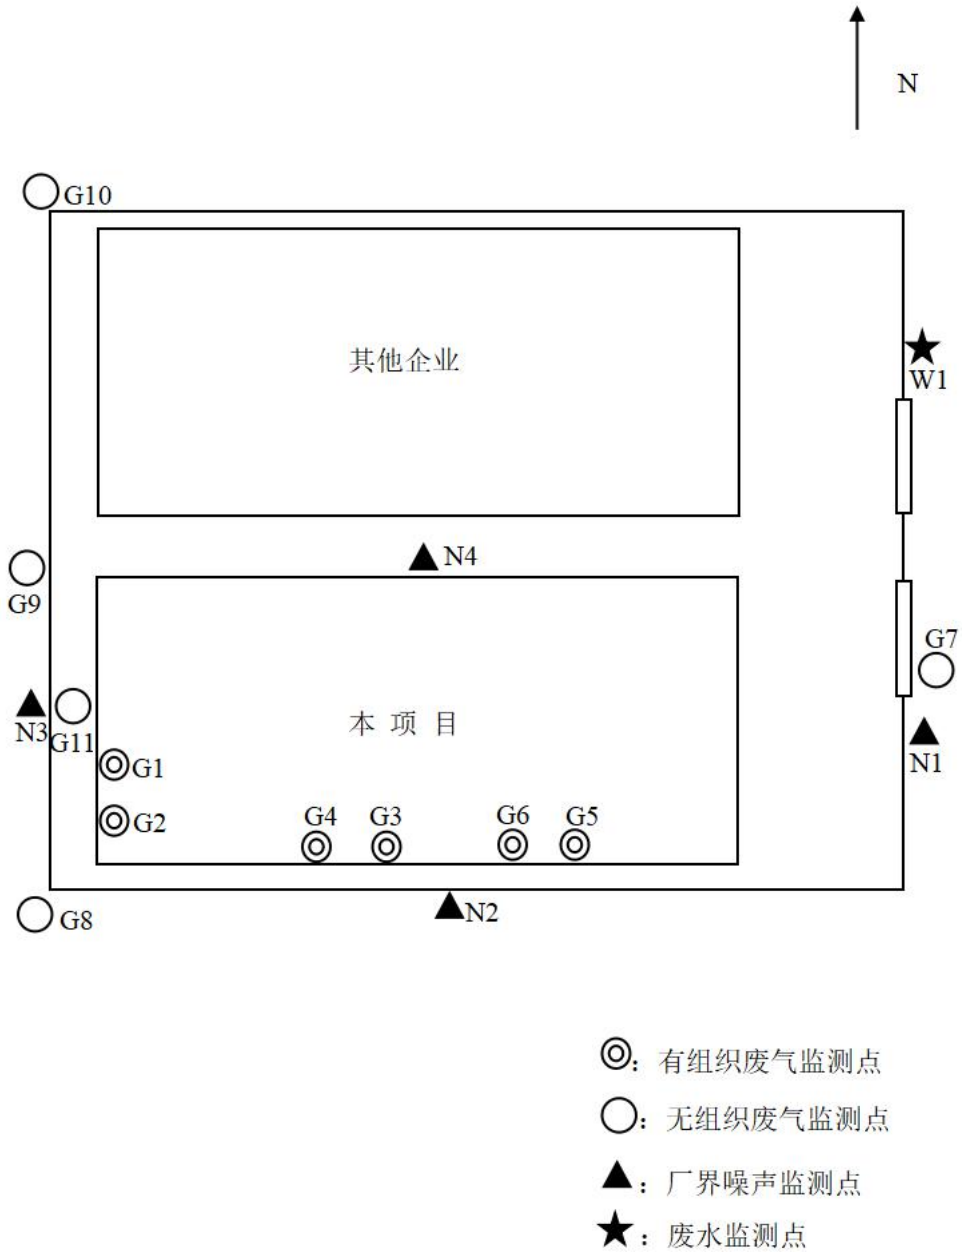 N
G10
其他企业
W1
N4
G9
G7
本 项 目
N3
G11
N1
G1
G2
G4
G3
G6
G5
G8
N2
：有组织废气监测点
：无组织废气监测点
：厂界噪声监测点
：废水监测点